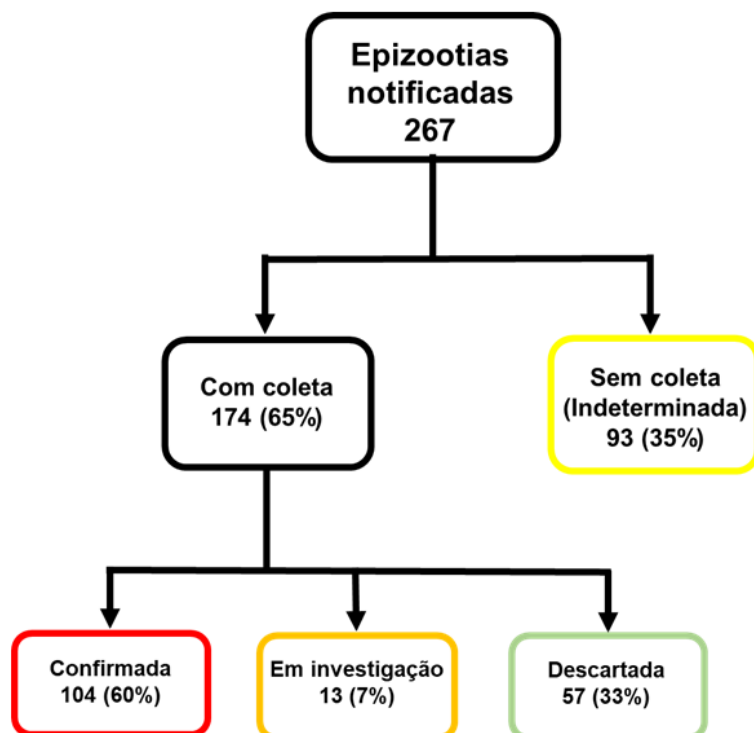 Epizootias
notificadas
267
Com coleta
174 (65%)
Sem coleta
(Indeterminada)
93 (35%)
Confirmada
104 (60%)
Em investigação
13 (7%)
Descartada
57 (33%)